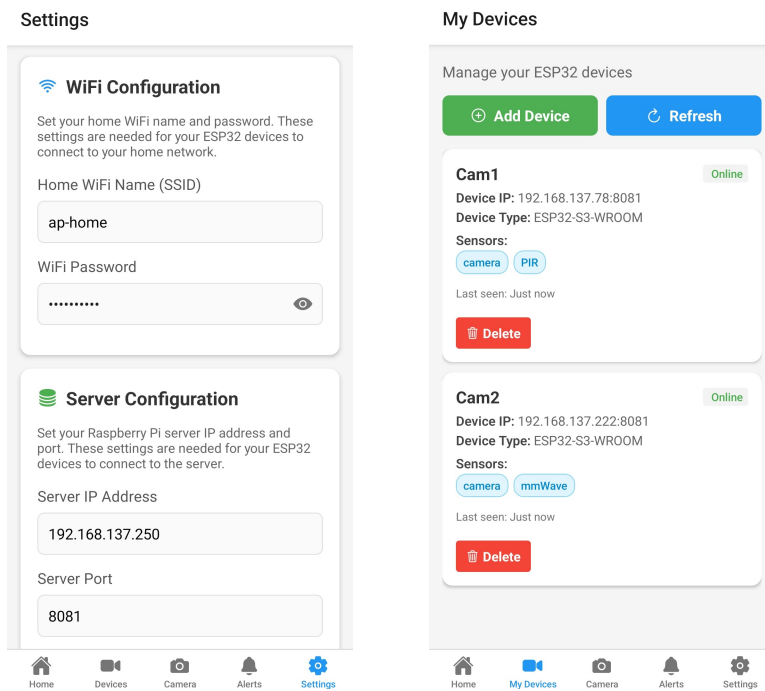 Settings
WiFi Configuration
Set your home WiFi name and password. These
settings are needed for your ESP32 devices to
connect to your home network.
Home WiFi Name (SSID)
ap-home
WiFi Password
••••••••••
Server Configuration
Set your Raspberry Pi server IP address and
port. These settings are needed for your ESP32
devices to connect to the server.
Server IP Address
192.168.137.250
Server Port
8081
Home
Devices
Camera
Alerts
Settings
My Devices
Manage your ESP32 devices
Add Device
Refresh
Cam1
Online
Device IP: 192.168.137.78:8081
Device Type: ESP32-S3-WROOM
Sensors:
camera
PIR
Last seen: Just now
Delete
Cam2
Online
Device IP: 192.168.137.222:8081
Device Type: ESP32-S3-WROOM
Sensors:
camera
mmWave
Last seen: Just now
Delete
Home
My Devices
Camera
Alerts
Settings